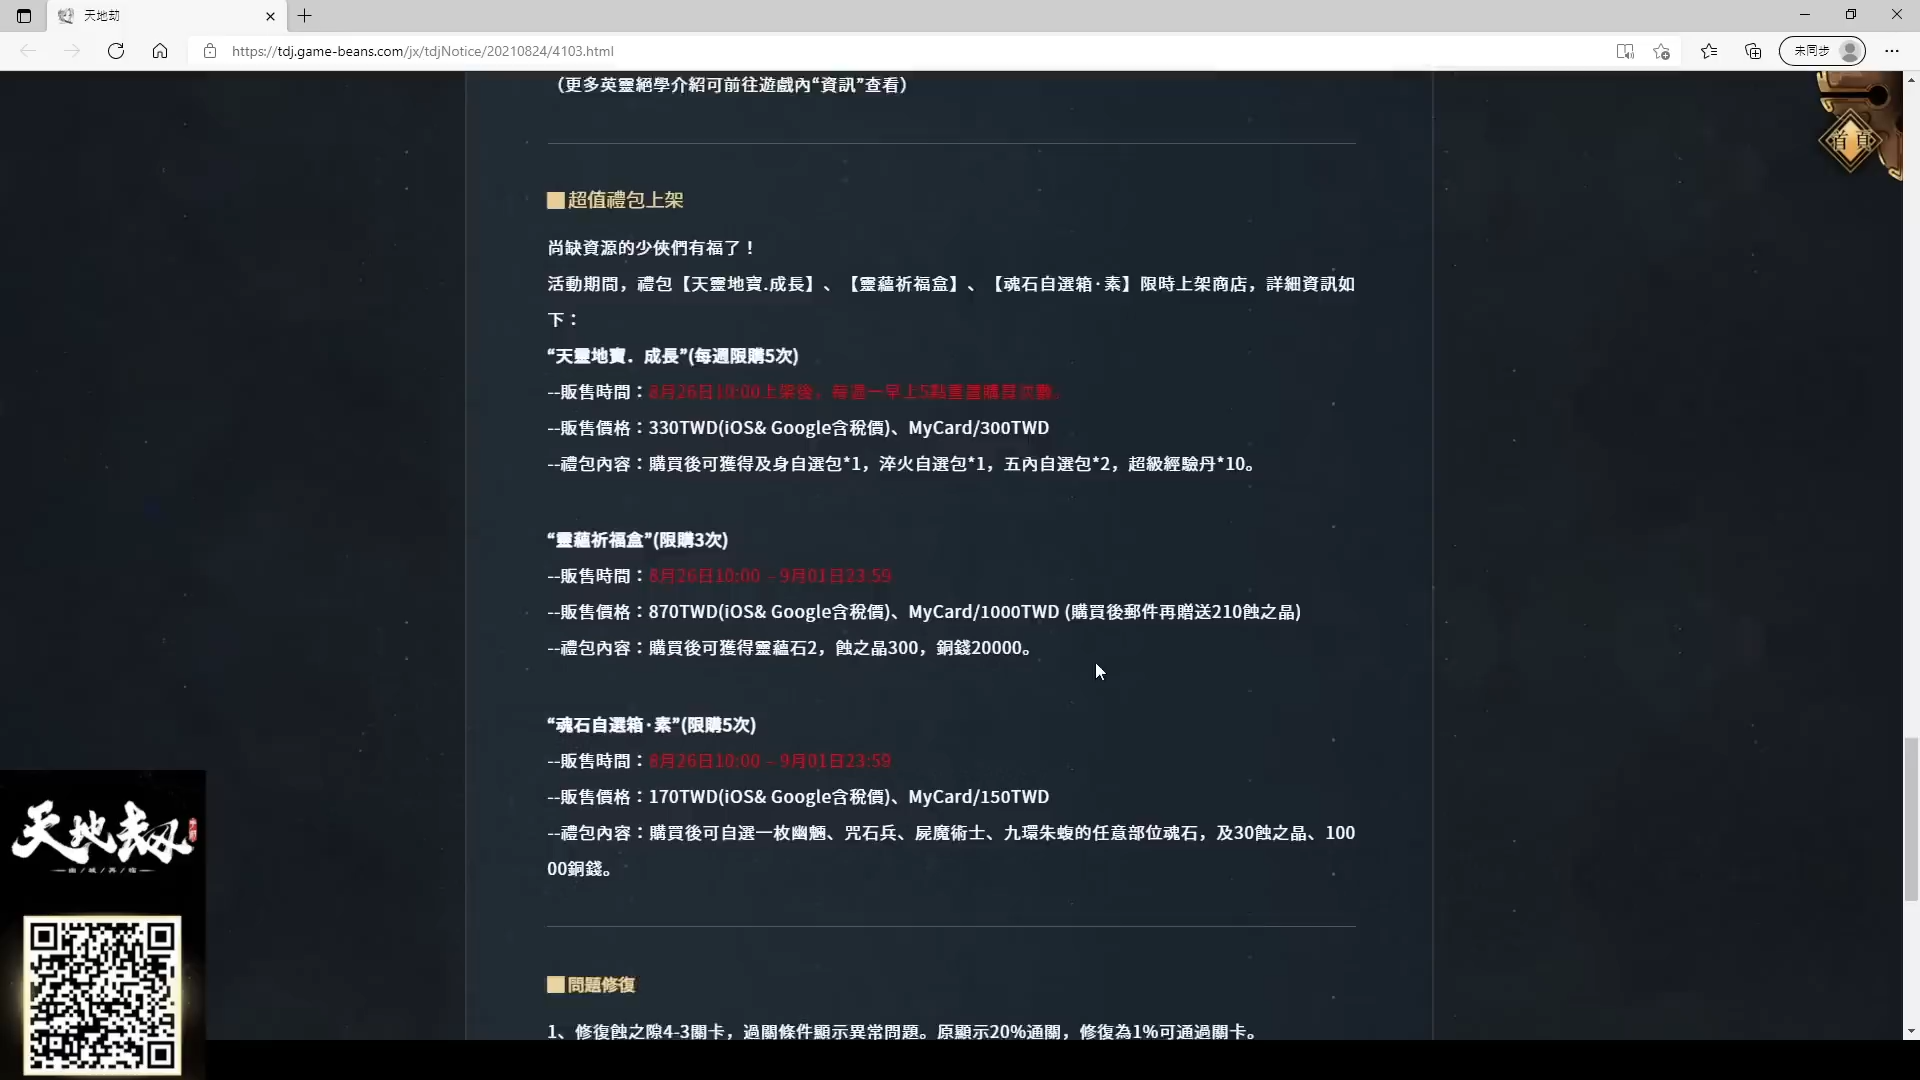 天地劫
https://tdj.game-beans.com/jx/tdjNotice/20210824/4103.html
未同步
（更多英靈絕學介紹可前往遊戲內“資訊”查看）
首頁
超值禮包上架
尚缺資源的少俠們有福了！
活動期間，禮包【天靈地寶.成長】、【靈蘊祈福盒】、【魂石自選箱·素】限時上架商店，詳細資訊如
下：
“天靈地寶．成長”(每週限購5次)
--販售時間：8月26日10:00上架後，每週一早上5點重置購買次數。
--販售價格：330TWD(iOS& Google含稅價)、MyCard/300TWD
--禮包內容：購買後可獲得及身自選包*1，淬火自選包*1，五內自選包*2，超級經驗丹*10。
“靈蘊祈福盒”(限購3次)
--販售時間：8月26日10:00 – 9月01日23:59
--販售價格：870TWD(iOS& Google含稅價)、MyCard/1000TWD (購買後郵件再贈送210蝕之晶)
--禮包內容：購買後可獲得靈蘊石2，蝕之晶300，銅錢20000。
“魂石自選箱·素”(限購5次)
--販售時間：8月26日10:00 – 9月01日23:59
--販售價格：170TWD(iOS& Google含稅價)、MyCard/150TWD
--禮包內容：購買後可自選一枚幽魎、咒石兵、屍魔術士、九環朱蝮的任意部位魂石，及30蝕之晶、100
00銅錢。
天地劫
幽/城/再/臨
問題修復
1、修復蝕之隙4-3關卡，過關條件顯示異常問題。原顯示20%通關，修復為1%可通過關卡。